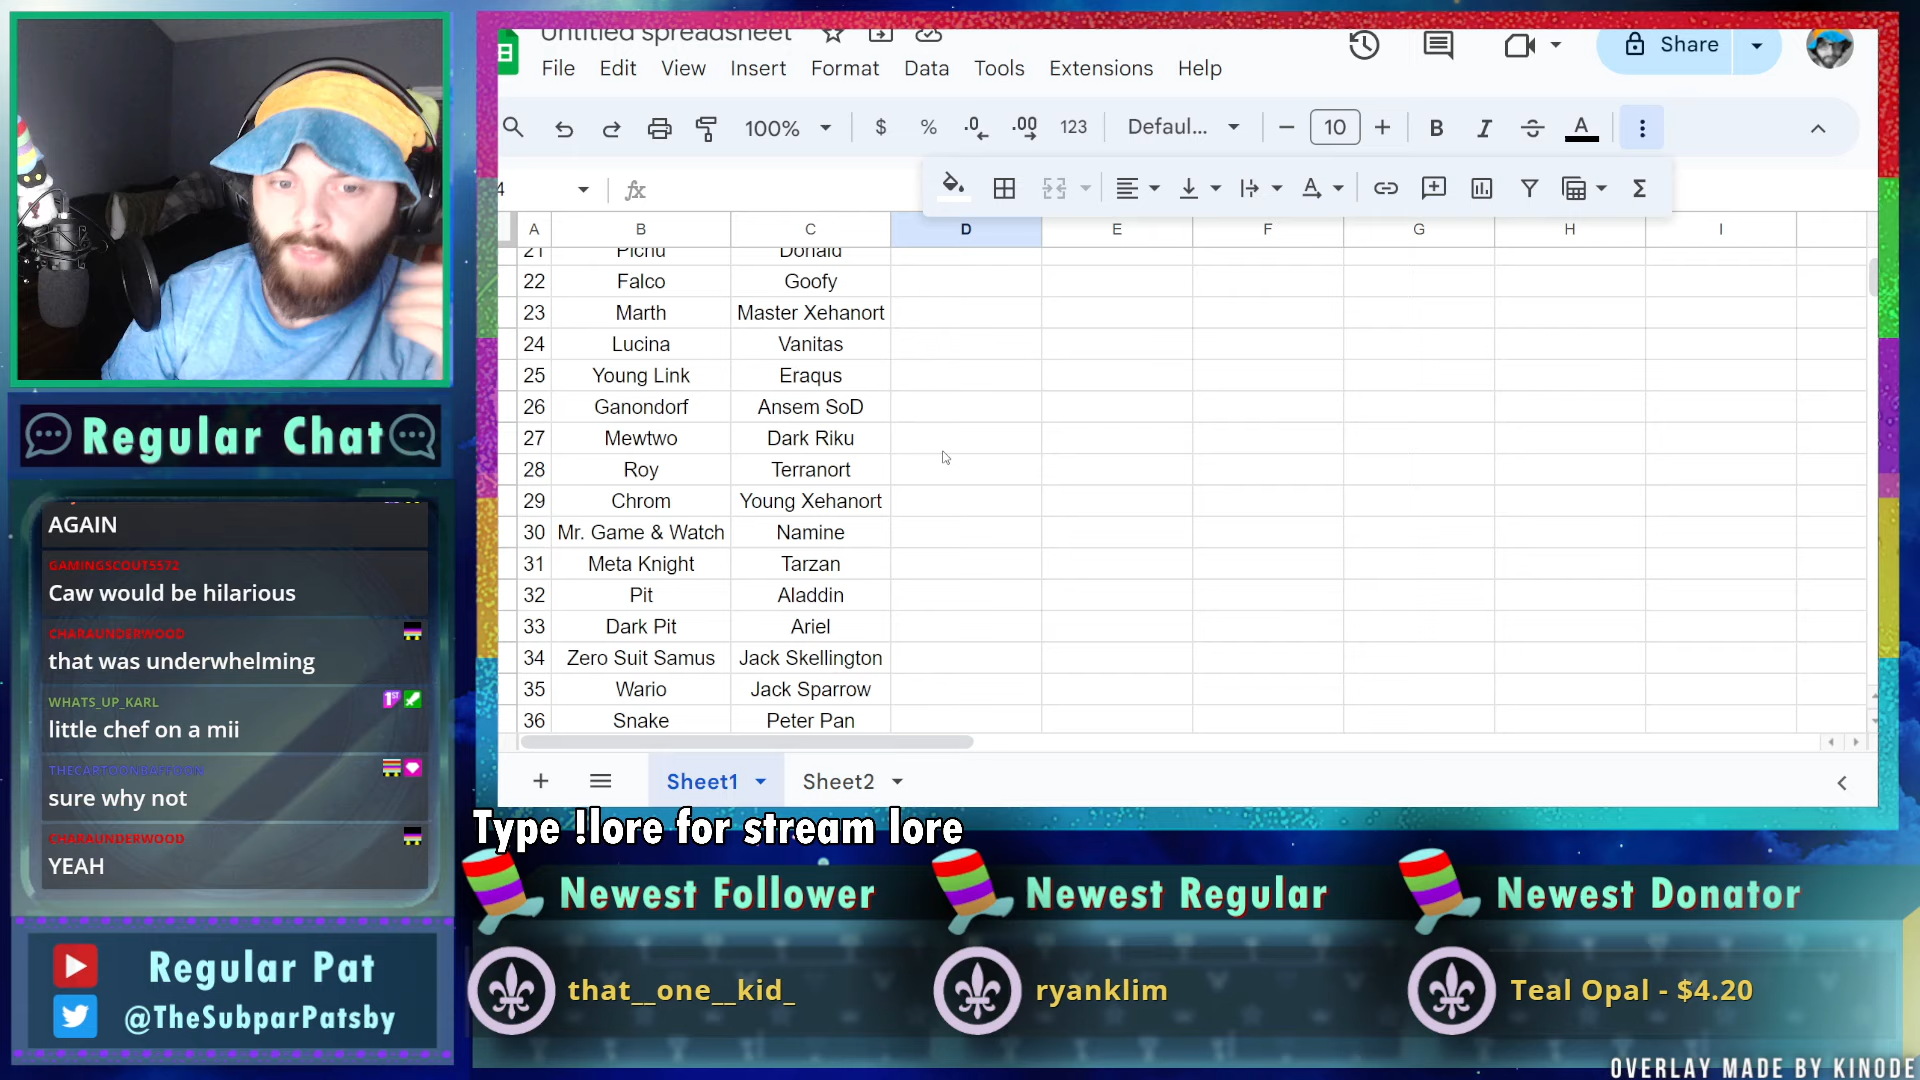 Untitled spreadsheet
File Edit View Insert Format Data Tools Extensions Help
Share
100% $ % .0 .00 123 Defaul... 10 B I S A
4 fx
A B C D E F G H I
21 Pichu Donald
22 Falco Goofy
23 Marth Master Xehanort
24 Lucina Vanitas
25 Young Link Eraqus
26 Ganondorf Ansem SoD
27 Mewtwo Dark Riku
28 Roy Terranort
29 Chrom Young Xehanort
30 Mr. Game & Watch Namine
31 Meta Knight Tarzan
32 Pit Aladdin
33 Dark Pit Ariel
34 Zero Suit Samus Jack Skellington
35 Wario Jack Sparrow
36 Snake Peter Pan
Sheet1 Sheet2
Regular Chat
AGAIN
GAMINGSCOUT5572
Caw would be hilarious
CHARAUNDERWOOD
that was underwhelming
WHATS_UP_KARL
1ST
little chef on a mii
sure why not
CHARAUNDERWOOD
YEAH
Regular Pat
@TheSubparPatsby
Type !lore for stream lore
Newest Follower
that__one__kid_
Newest Regular
ryanklim
Newest Donator
Teal Opal - $4.20
OVERLAY MADE BY KINODE